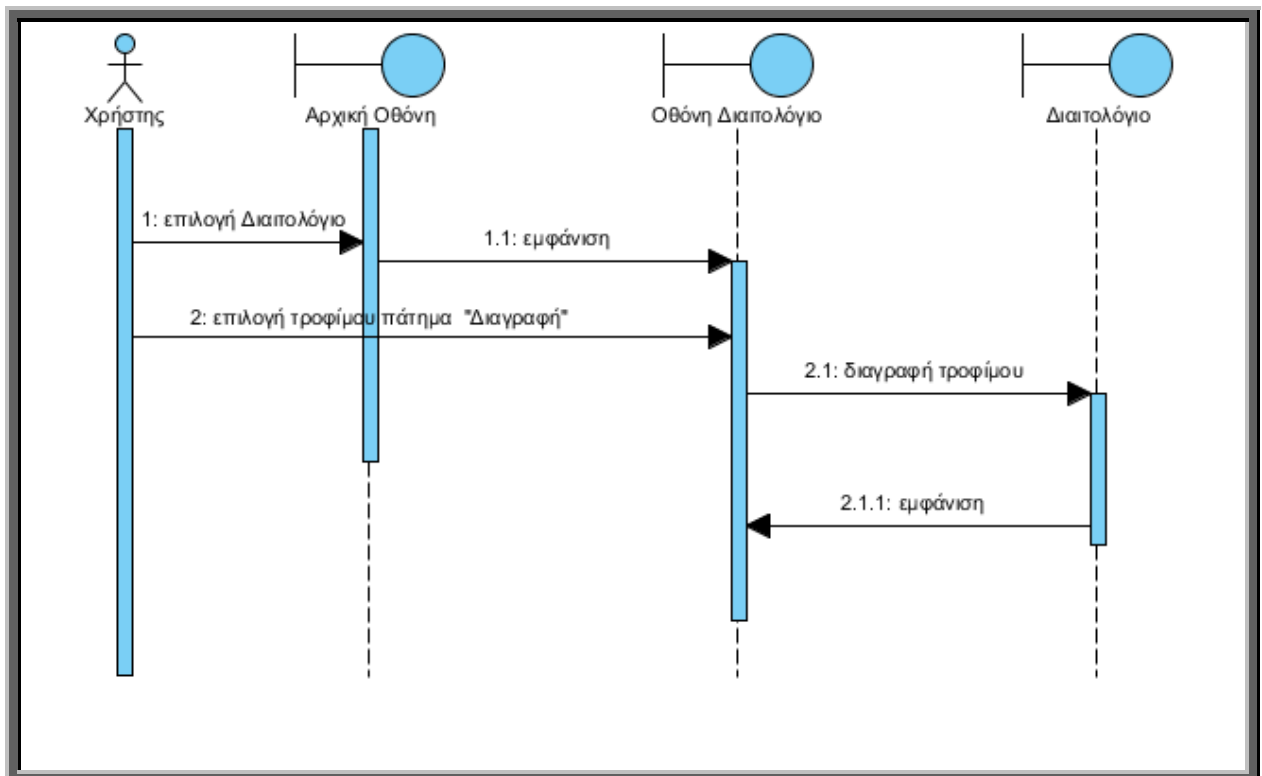 Χρήστης
Αρχική Οθόνη
Οθόνη Διαιτολόγιο
Διαιτολόγιο
1: επιλογή Διαιτολόγιο
1.1: εμφάνιση
2: επιλογή τροφίμου πάτημα "Διαγραφή"
2.1: διαγραφή τροφίμου
2.1.1: εμφάνιση